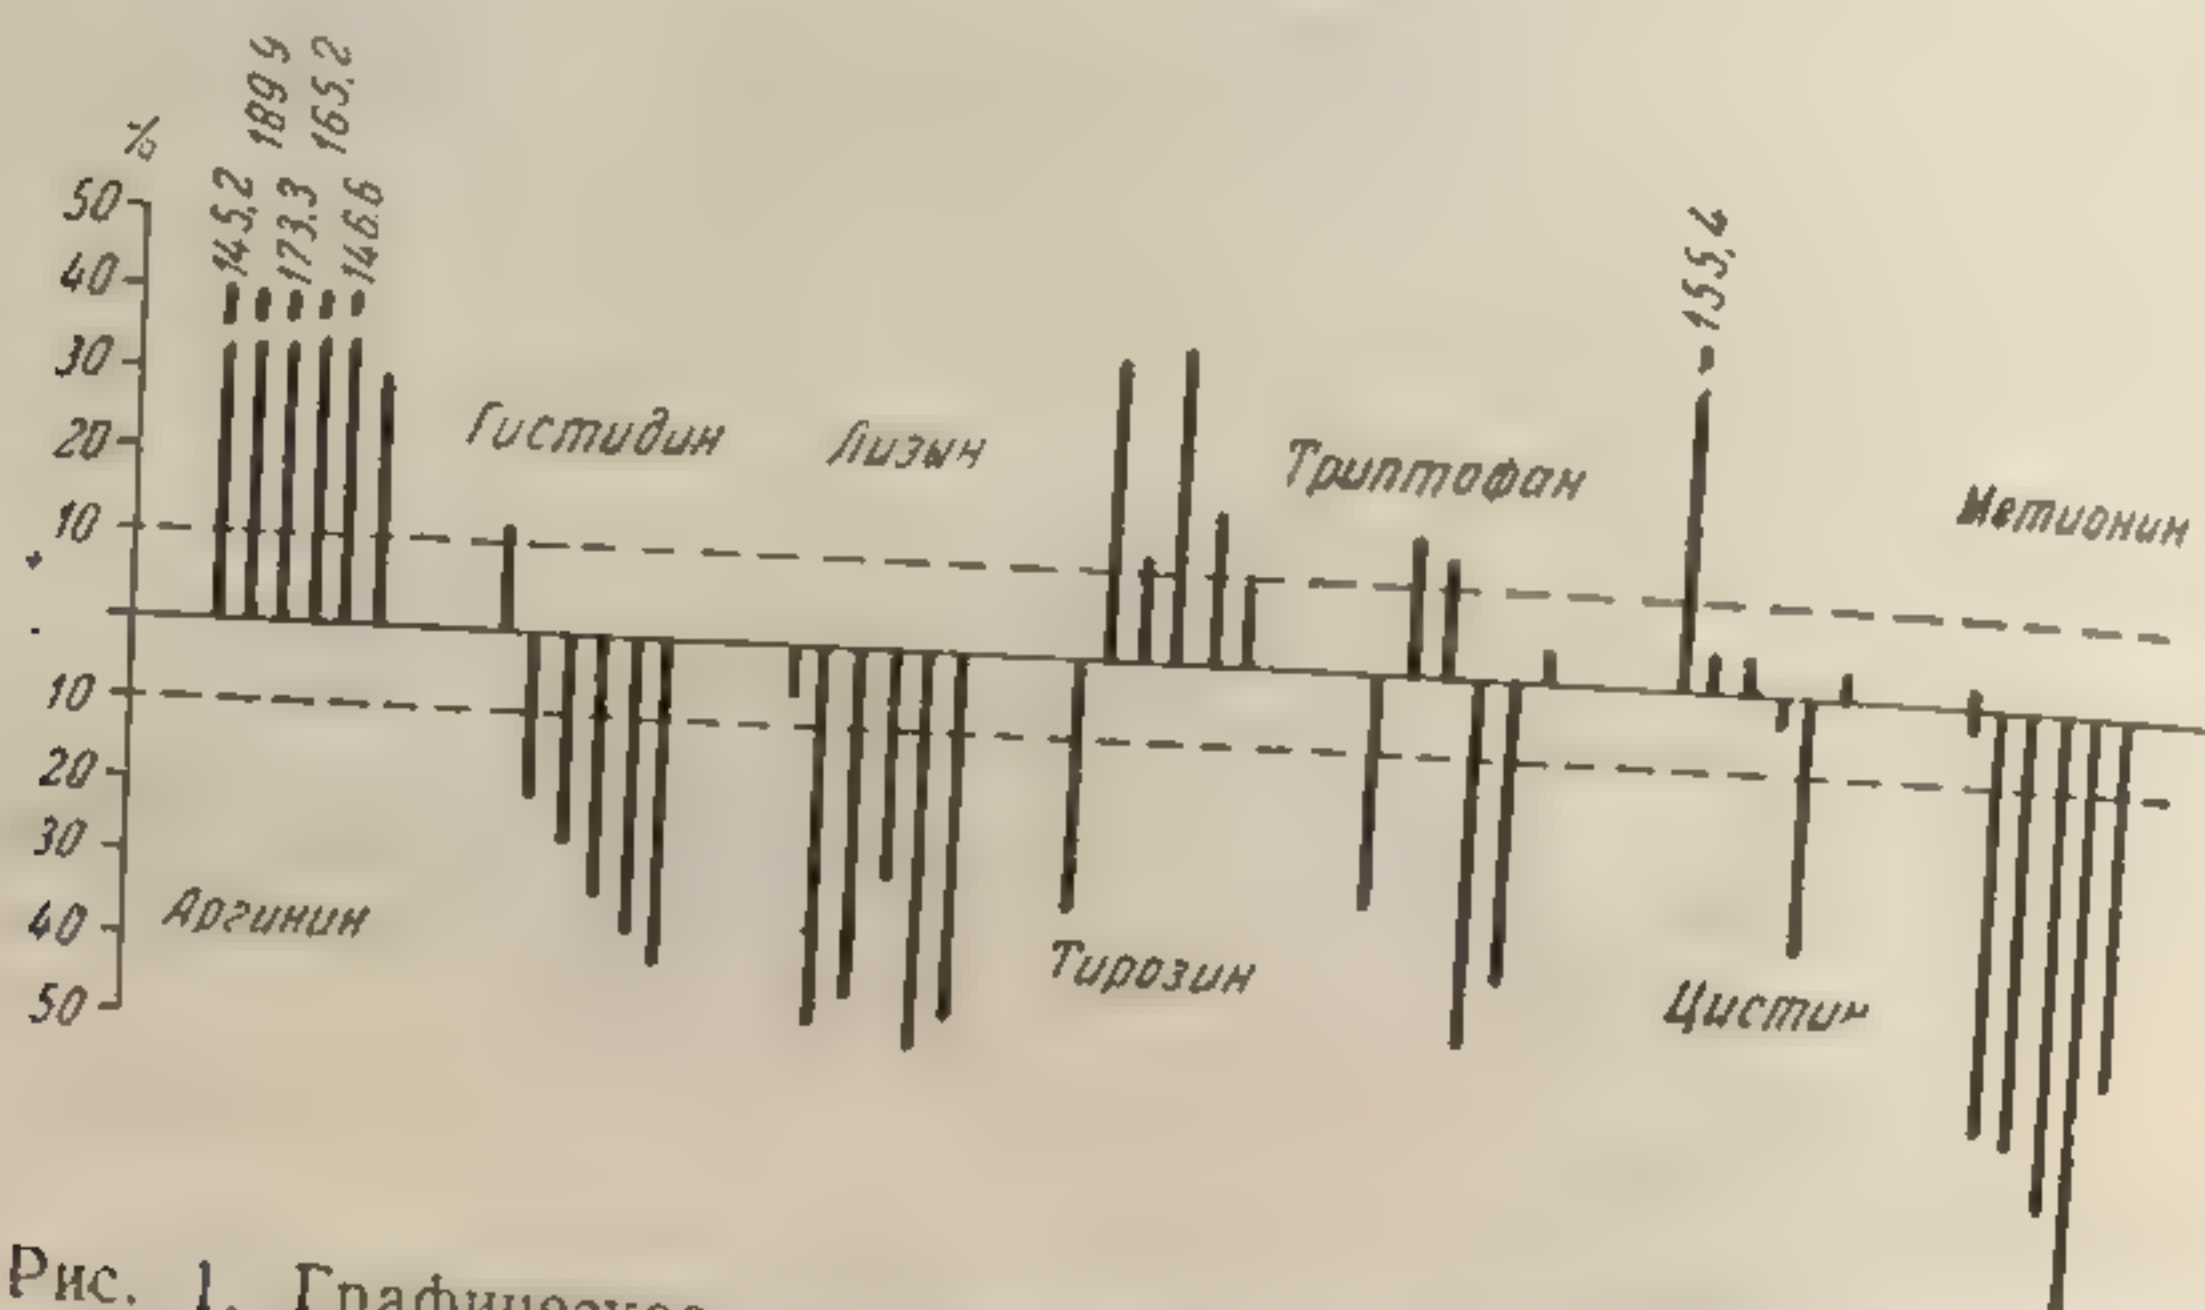 %
50
40
30
20
10
+
-
10
20
30
40
50
145,2
189 9
173.3
165,2
146.6
155,4
Гистидин
Лизын
Триптофан
Метионин
Аргинин
Тирозин
Цистин
Рис. 1. Графическое